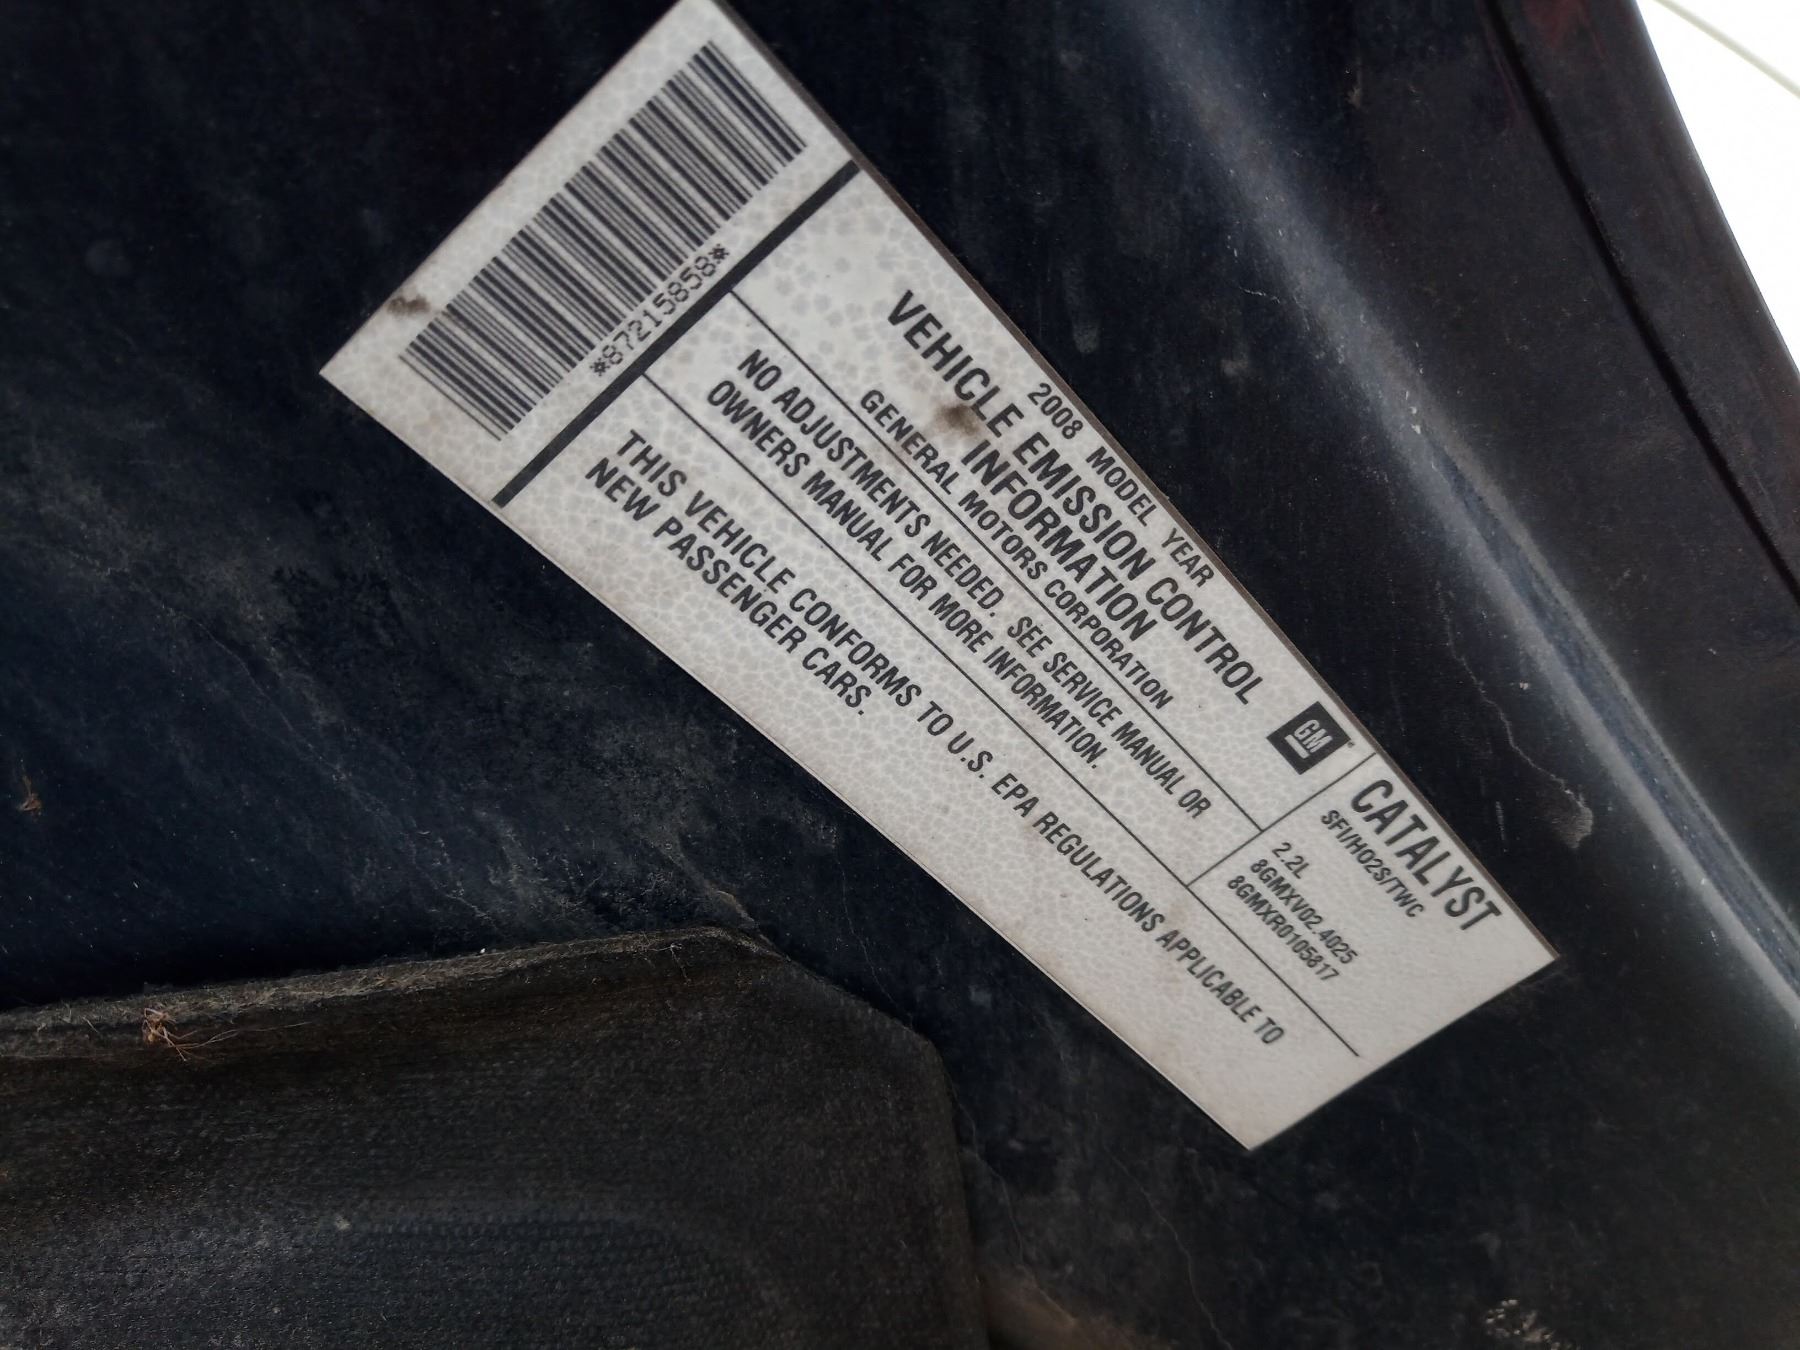 *87215858*
2008 MODEL YEAR
VEHICLE EMISSION CONTROL
INFORMATION
GENERAL MOTORS CORPORATION
GM
NO ADJUSTMENTS NEEDED. SEE SERVICE MANUAL OR
OWNERS MANUAL FOR MORE INFORMATION.
THIS VEHICLE CONFORMS TO U.S. EPA REGULATIONS APPLICABLE TO
NEW PASSENGER CARS.
CATALYST
SFI/HO2S/TWC
2.2L
8GMXV02.4025
8GMXR0105817